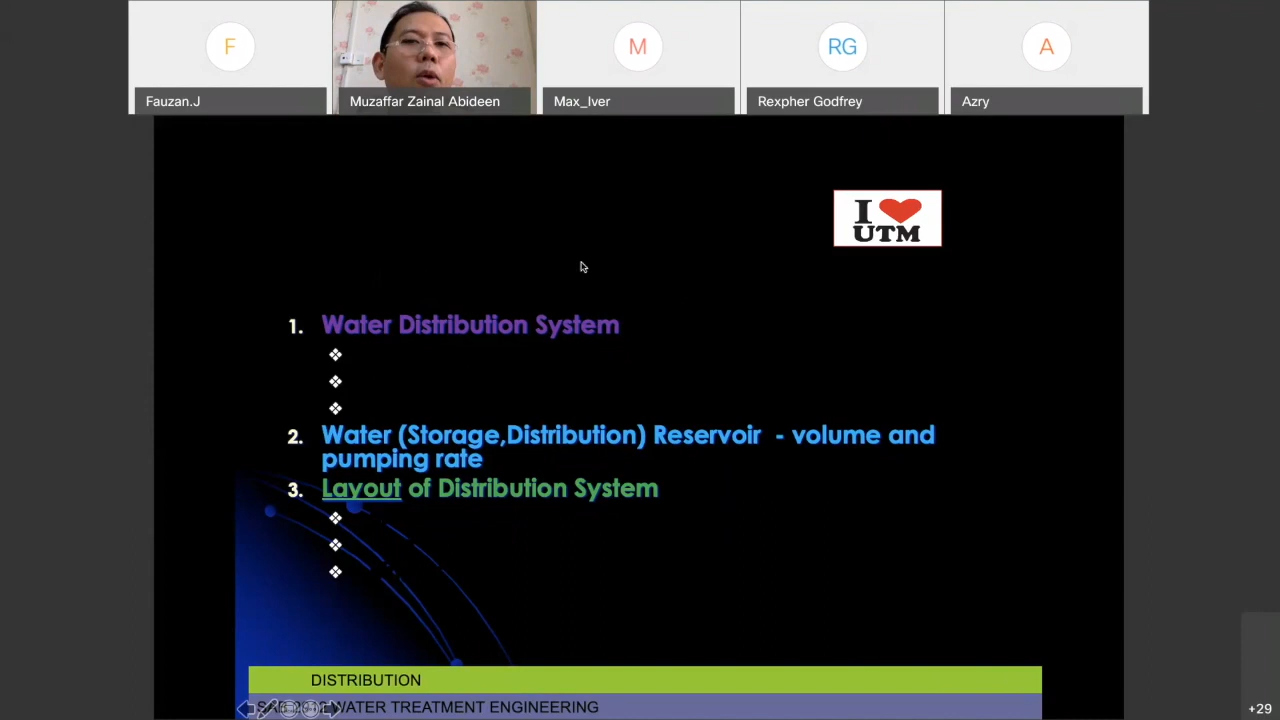 F
M
RG
A
Fauzan.J
Muzaffar Zainal Abideen
Max_Iver
Rexpher Godfrey
Azry
I
UTM
1. Water Distribution System
2. Water (Storage,Distribution) Reservoir - volume and
pumping rate
3. Layout of Distribution System
DISTRIBUTION
WATER TREATMENT ENGINEERING
+29